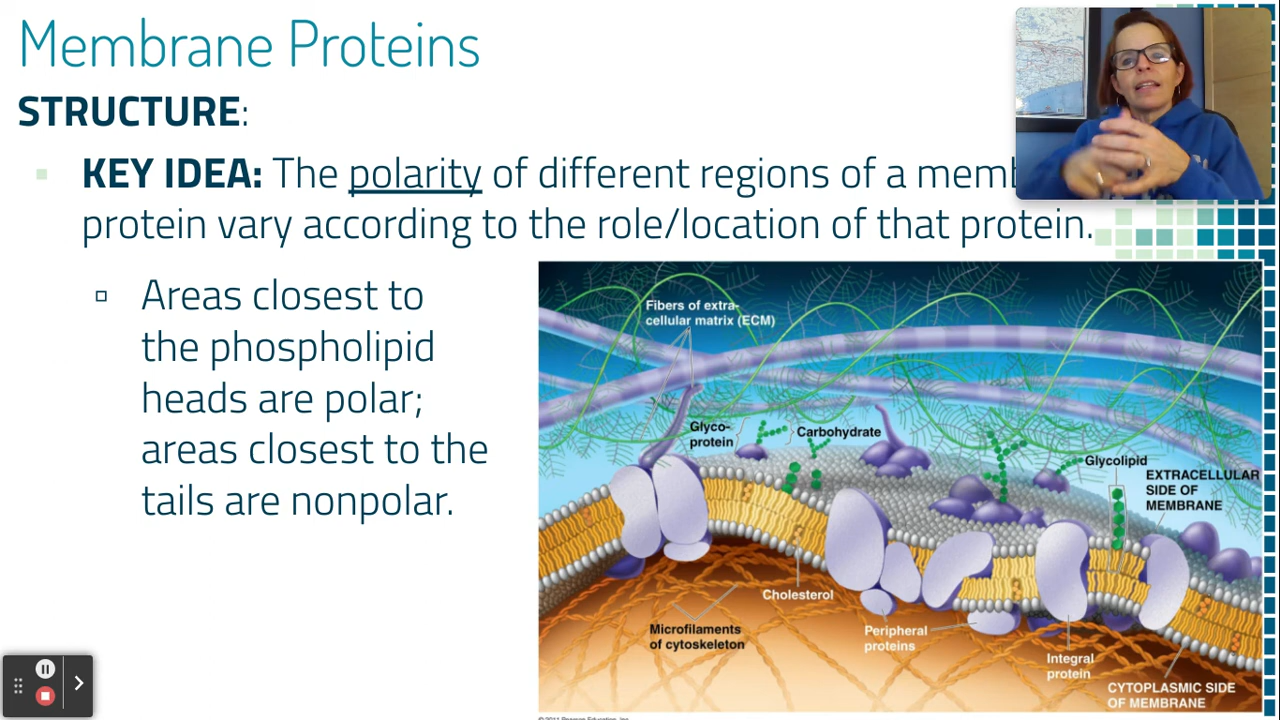 Membrane Proteins
STRUCTURE:
KEY IDEA: The polarity of different regions of a
protein vary according to the role/location of that protein.
Areas closest to
the phospholipid
heads are polar;
areas closest to the
tails are nonpolar.
Fibers of extra-
cellular matrix (ECM)
Glyco-
protein
Carbohydrate
Glycolipid
EXTRACELLULAR
SIDE OF
MEMBRANE
Cholesterol
Microfilaments
of cytoskeleton
Peripheral
proteins
Integral
protein
CYTOPLASMIC SIDE
OF MEMBRANE